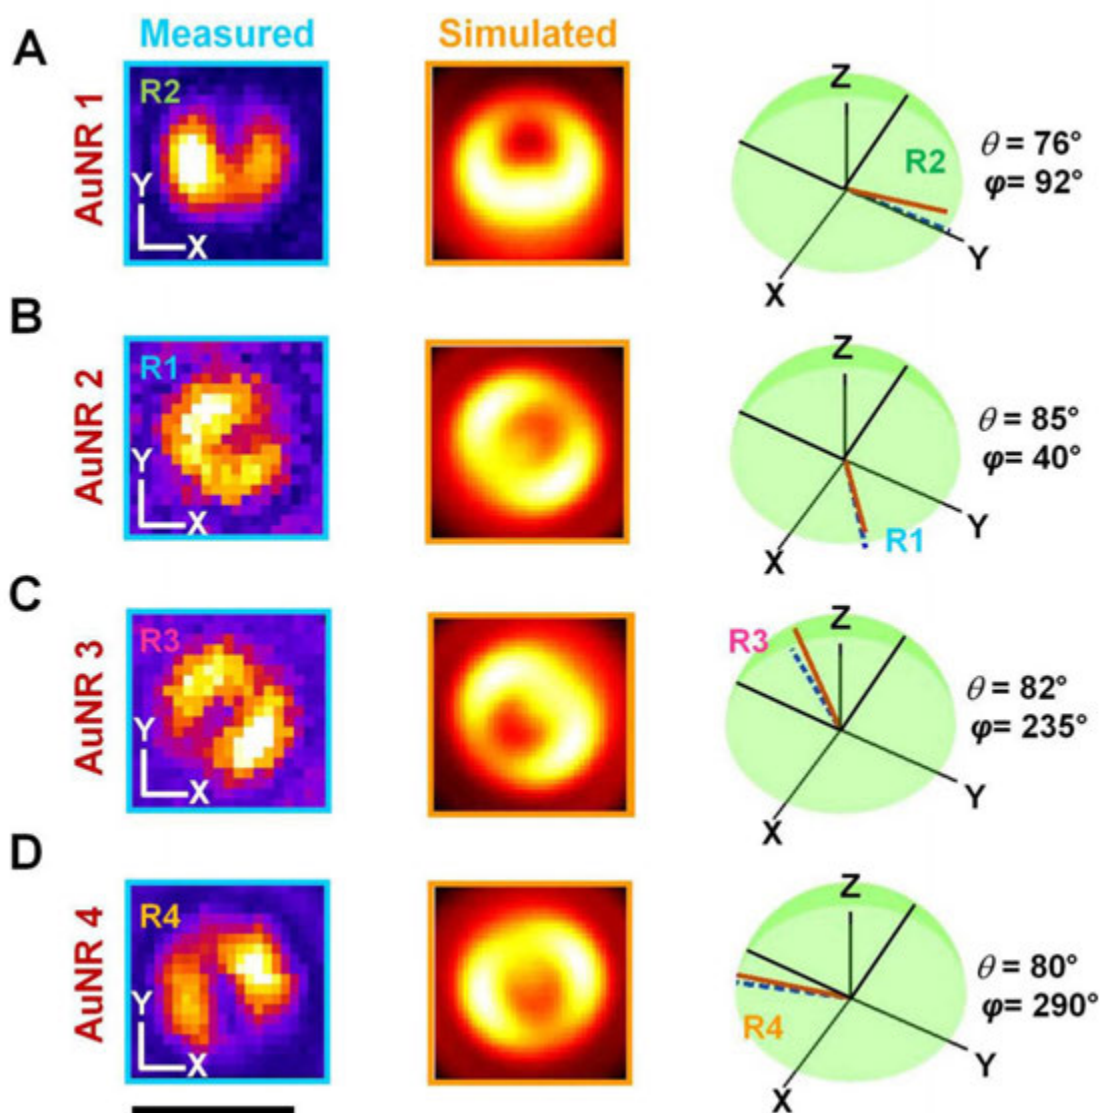 A
Measured
Simulated
AuNR 1
R2
Y
X
Z
R2
Y
X
θ = 76°
φ= 92°
B
AuNR 2
R1
Y
X
Z
R1
Y
X
θ = 85°
φ= 40°
C
AuNR 3
R3
Y
X
R3
Z
Y
X
θ = 82°
φ= 235°
D
AuNR 4
R4
Y
X
Z
R4
Y
X
θ = 80°
φ= 290°